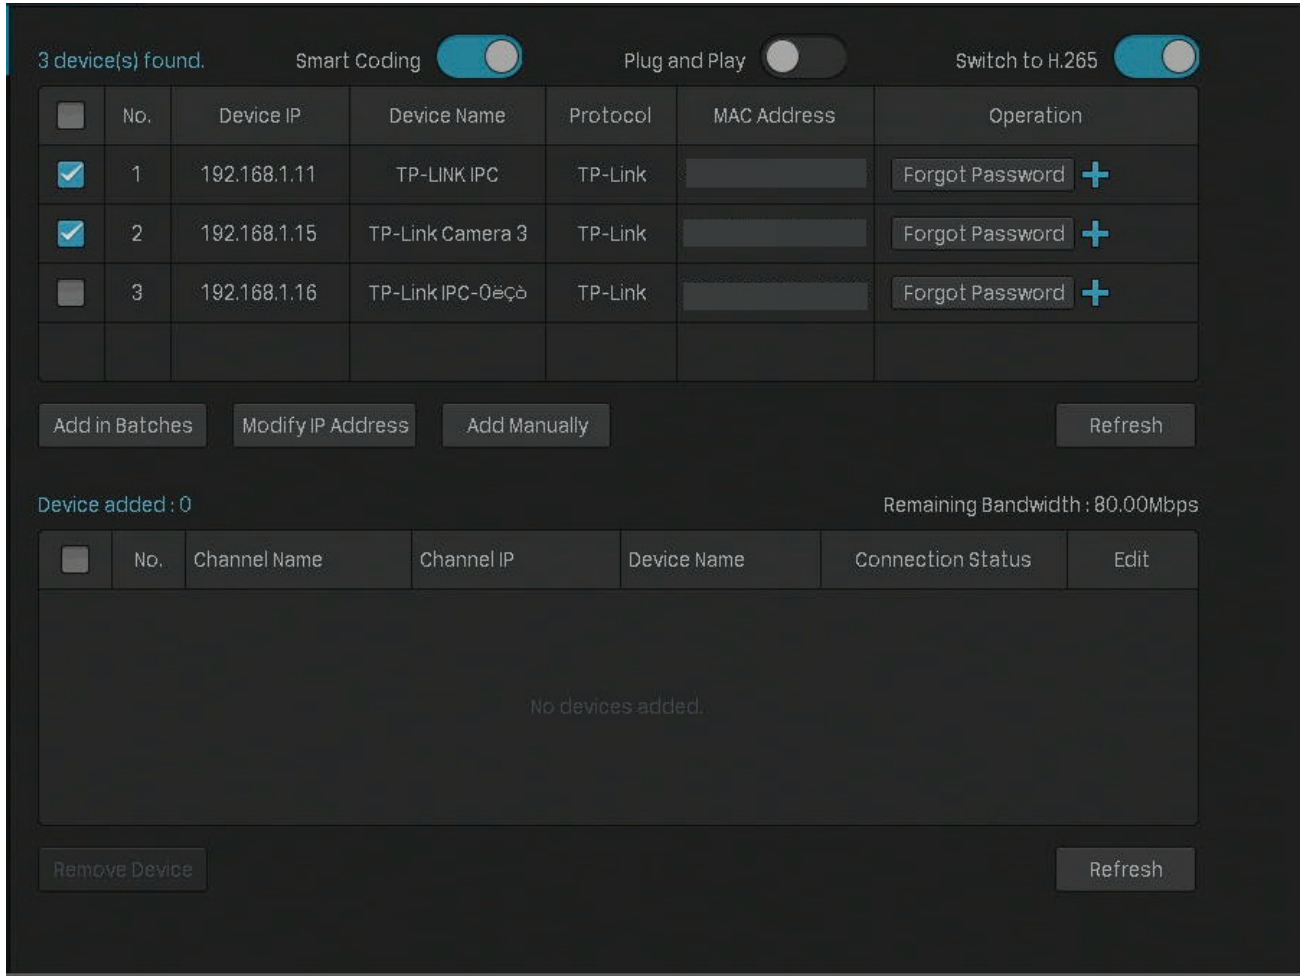 3 device(s) found. Smart Coding Plug and Play Switch to H.265
No. Device IP Device Name Protocol MAC Address Operation
1 192.168.1.11 TP-LINK IPC TP-Link Forgot Password
2 192.168.1.15 TP-Link Camera 3 TP-Link Forgot Password
3 192.168.1.16 TP-Link IPC-0ëçò TP-Link Forgot Password
Add in Batches Modify IP Address Add Manually Refresh
Device added : 0 Remaining Bandwidth : 80.00Mbps
No. Channel Name Channel IP Device Name Connection Status Edit
No devices added.
Remove Device Refresh